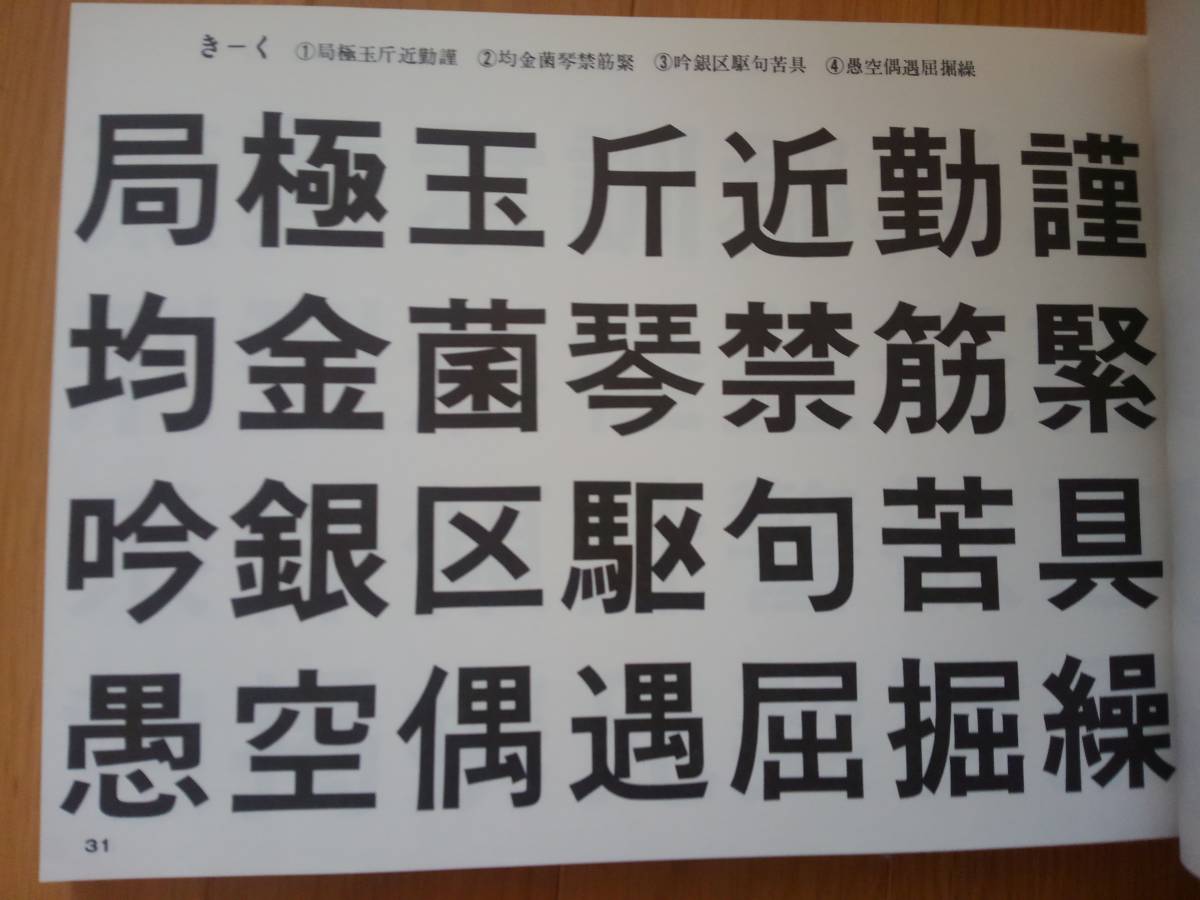 きーく ①局極玉斤近勤謹 ②均金菌琴禁筋緊 ③吟銀区駆句苦具 ④愚空偶遇屈掘繰
局極玉斤近勤謹
均金菌琴禁筋緊
吟銀区駆句苦具
愚空偶遇屈掘繰
31